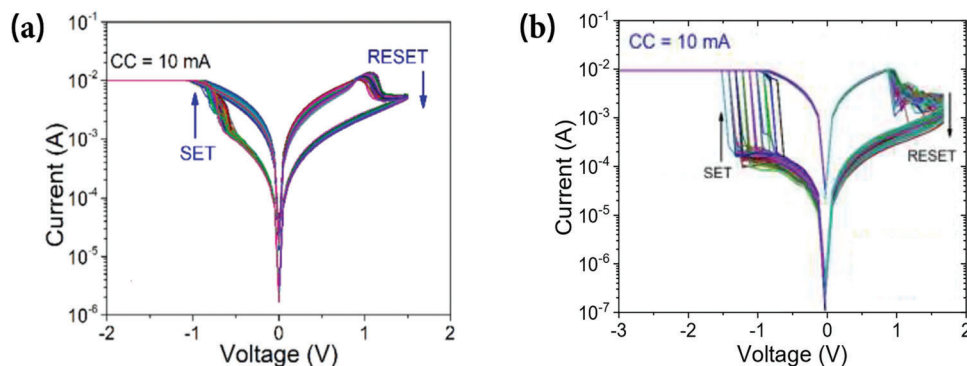 (a)
10⁻¹
CC = 10 mA
RESET
10⁻²
10⁻³
SET
10⁻⁴
10⁻⁵
10⁻⁶
Current (A)
-2 -1 0 1 2
Voltage (V)
(b)
10⁻¹
CC = 10 mA
10⁻²
10⁻³
SET
RESET
10⁻⁴
10⁻⁵
10⁻⁶
10⁻⁷
Current (A)
-3 -2 -1 0 1 2
Voltage (V)